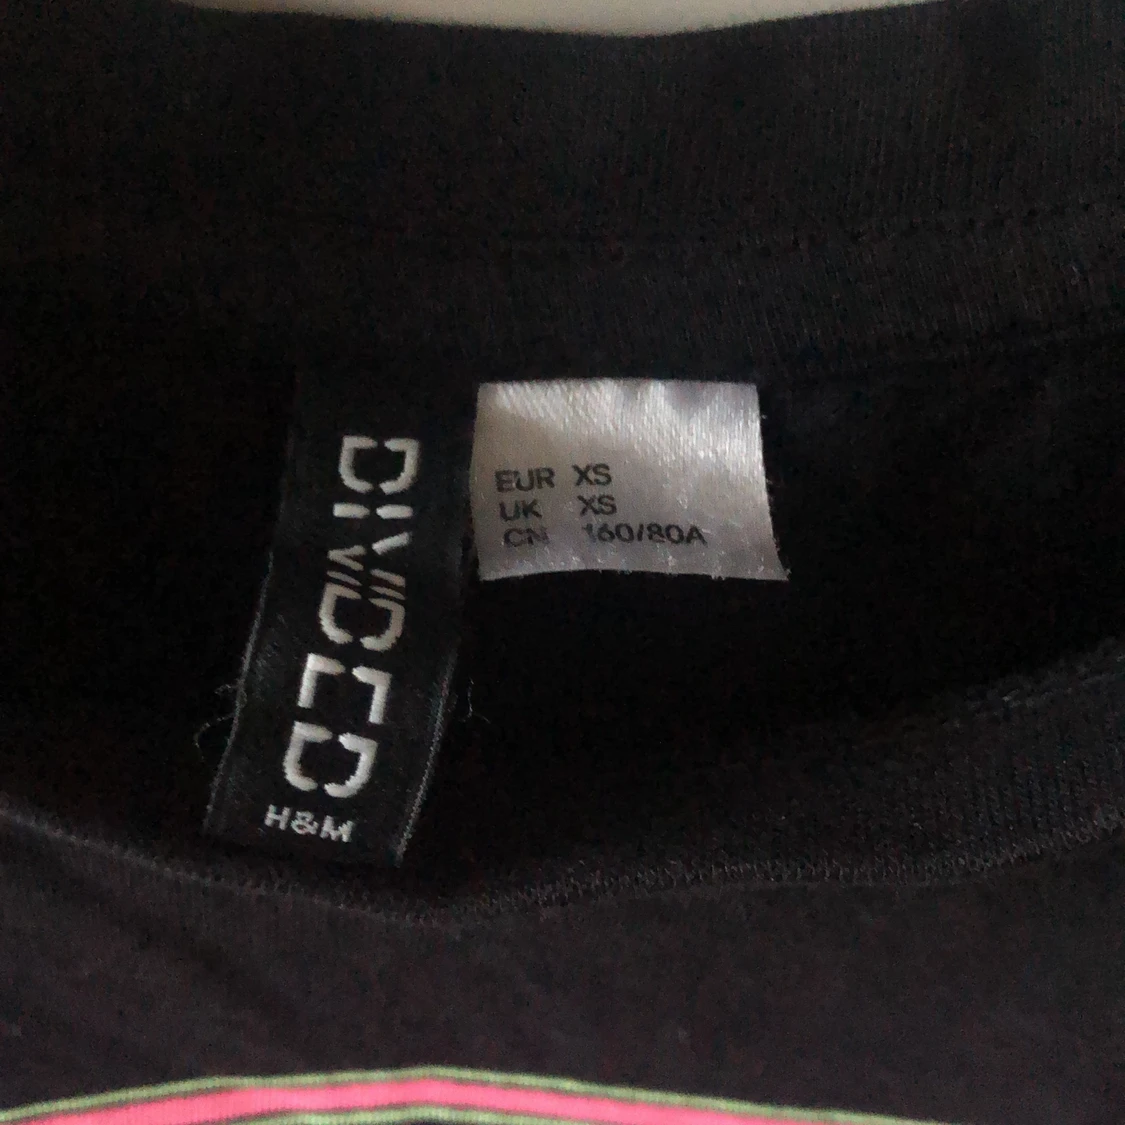 DIVIDED
H&M
EUR XS
UK XS
CN 160/80A